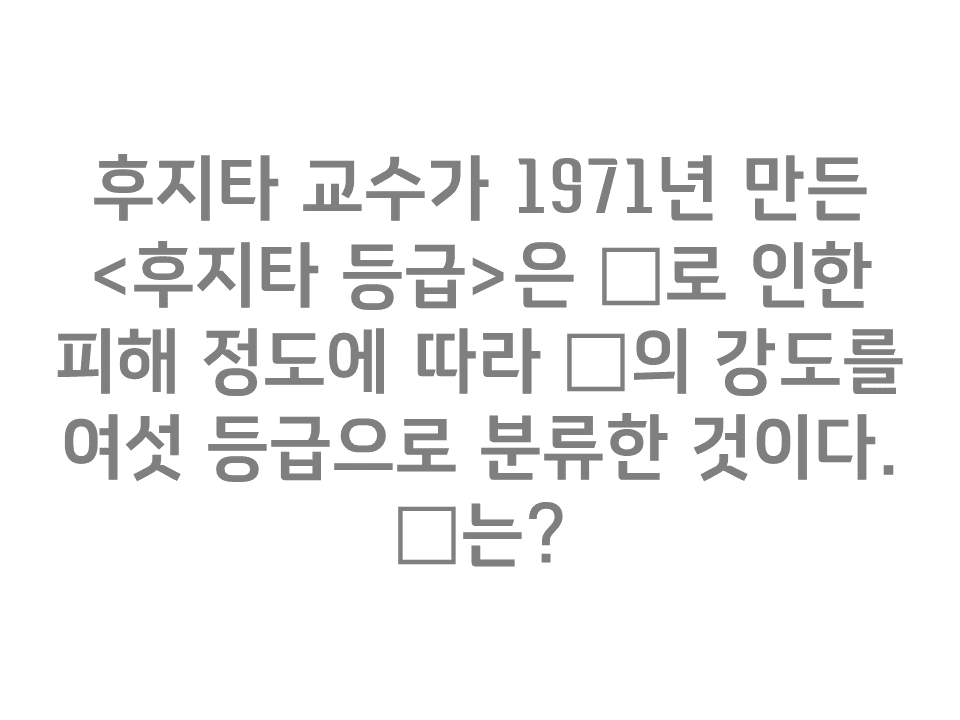 후지타 교수가 1971년 만든
<후지타 등급>은 □로 인한
피해 정도에 따라 □의 강도를
여섯 등급으로 분류한 것이다.
□는?